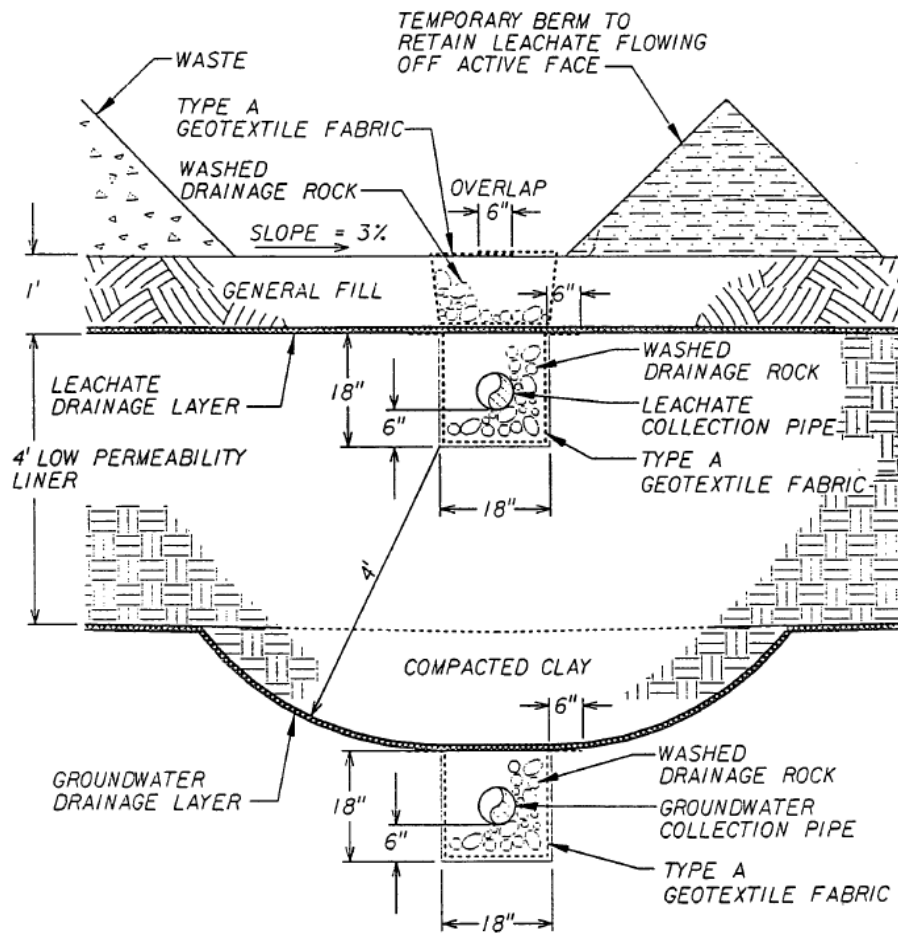 TEMPORARY BERM TO
RETAIN LEACHATE FLOWING
OFF ACTIVE FACE
WASTE
TYPE A
GEOTEXTILE FABRIC
WASHED
DRAINAGE ROCK
OVERLAP
6"
SLOPE = 3%
1'
GENERAL FILL
6"
LEACHATE
DRAINAGE LAYER
18"
6"
WASHED
DRAINAGE ROCK
LEACHATE
COLLECTION PIPE
TYPE A
GEOTEXTILE FABRIC
4' LOW PERMEABILITY
LINER
18"
4'
COMPACTED CLAY
6"
GROUNDWATER
DRAINAGE LAYER
18"
6"
WASHED
DRAINAGE ROCK
GROUNDWATER
COLLECTION PIPE
TYPE A
GEOTEXTILE FABRIC
18"